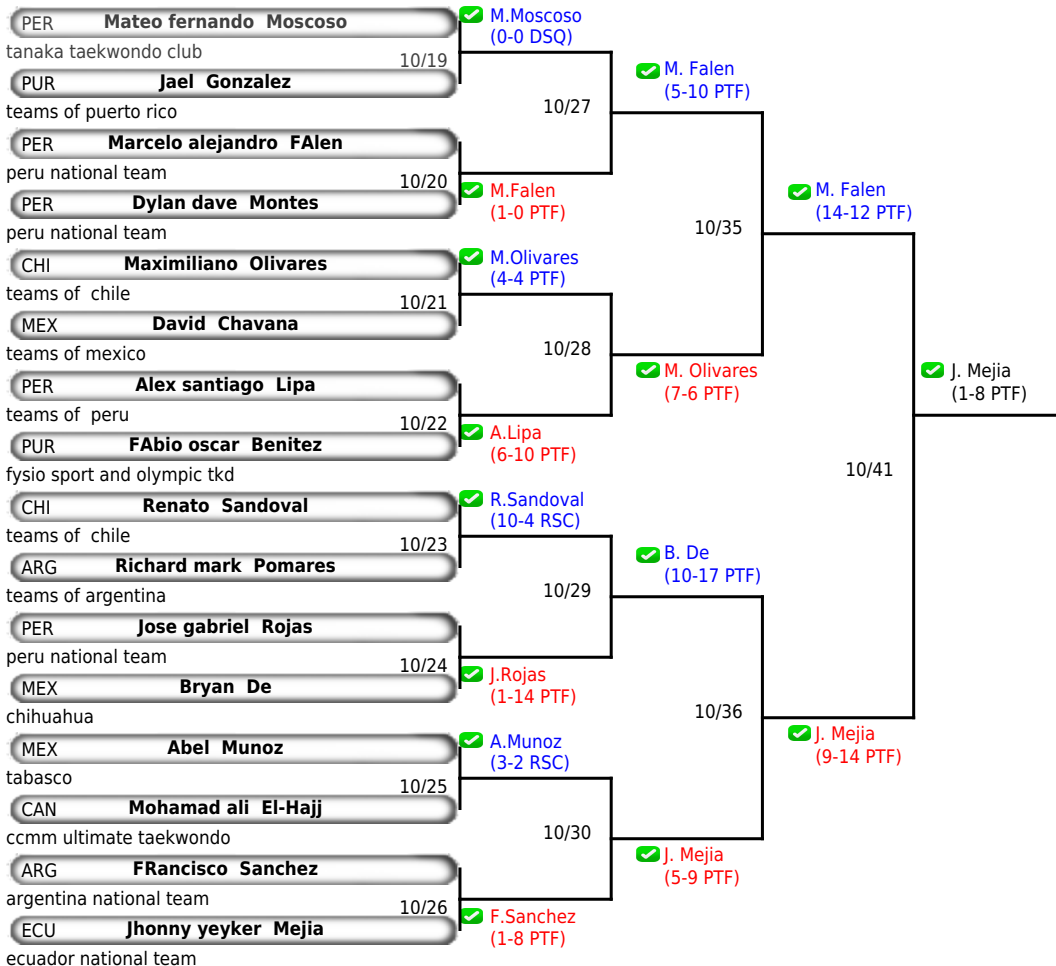 PER Mateo fernando Moscoso
tanaka taekwondo club
10/19
PUR Jael Gonzalez
teams of puerto rico
PER Marcelo alejandro FAlen
peru national team
10/20
PER Dylan dave Montes
peru national team
CHI Maximiliano Olivares
teams of chile
10/21
MEX David Chavana
teams of mexico
PER Alex santiago Lipa
teams of peru
10/22
PUR FAbio oscar Benitez
fysio sport and olympic tkd
CHI Renato Sandoval
teams of chile
10/23
ARG Richard mark Pomares
teams of argentina
PER Jose gabriel Rojas
peru national team
10/24
MEX Bryan De
chihuahua
MEX Abel Munoz
tabasco
10/25
CAN Mohamad ali El-Hajj
ccmm ultimate taekwondo
ARG FRancisco Sanchez
argentina national team
10/26
ECU Jhonny yeyker Mejia
ecuador national team
M.Moscoso
(0-0 DSQ)
10/27
M.Falen
(1-0 PTF)
M.Olivares
(4-4 PTF)
10/28
A.Lipa
(6-10 PTF)
R.Sandoval
(10-4 RSC)
10/29
J.Rojas
(1-14 PTF)
A.Munoz
(3-2 RSC)
10/30
F.Sanchez
(1-8 PTF)
M. Falen
(5-10 PTF)
10/35
M. Olivares
(7-6 PTF)
B. De
(10-17 PTF)
10/36
J. Mejia
(5-9 PTF)
M. Falen
(14-12 PTF)
10/41
J. Mejia
(9-14 PTF)
J. Mejia
(1-8 PTF)